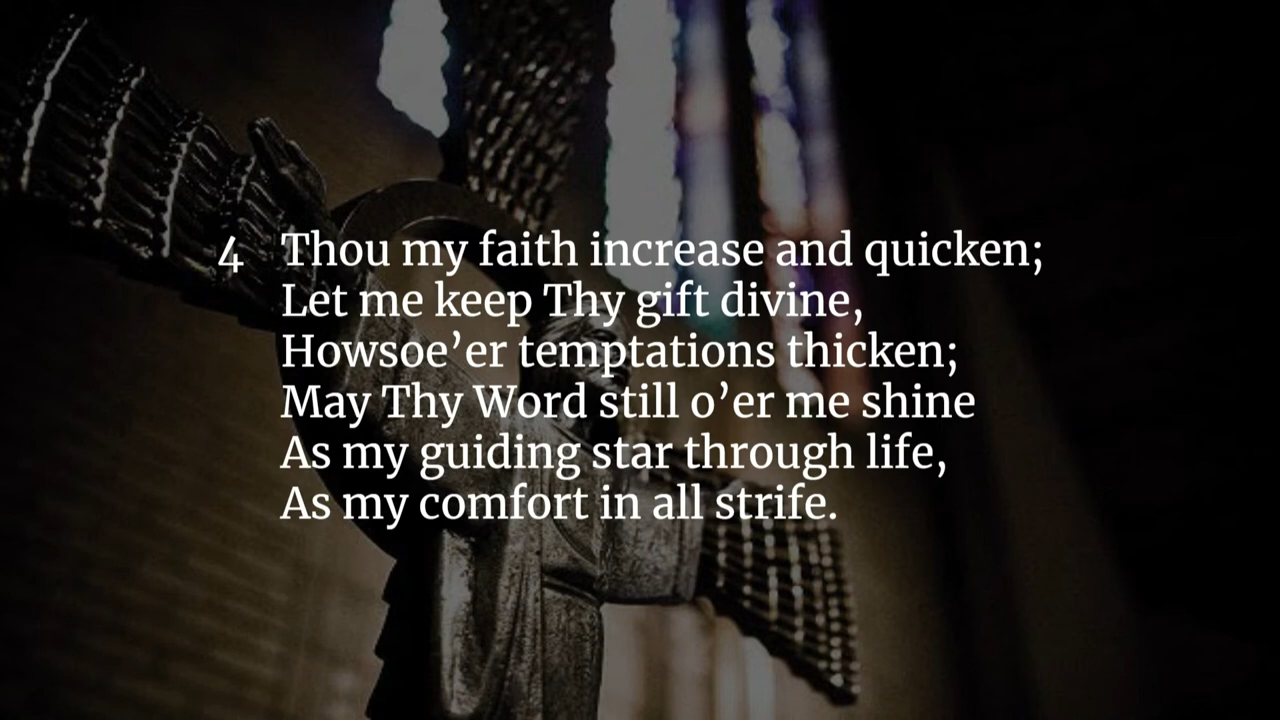 4 Thou my faith increase and quicken;
Let me keep Thy gift divine,
Howsoe’er temptations thicken;
May Thy Word still o’er me shine
As my guiding star through life,
As my comfort in all strife.